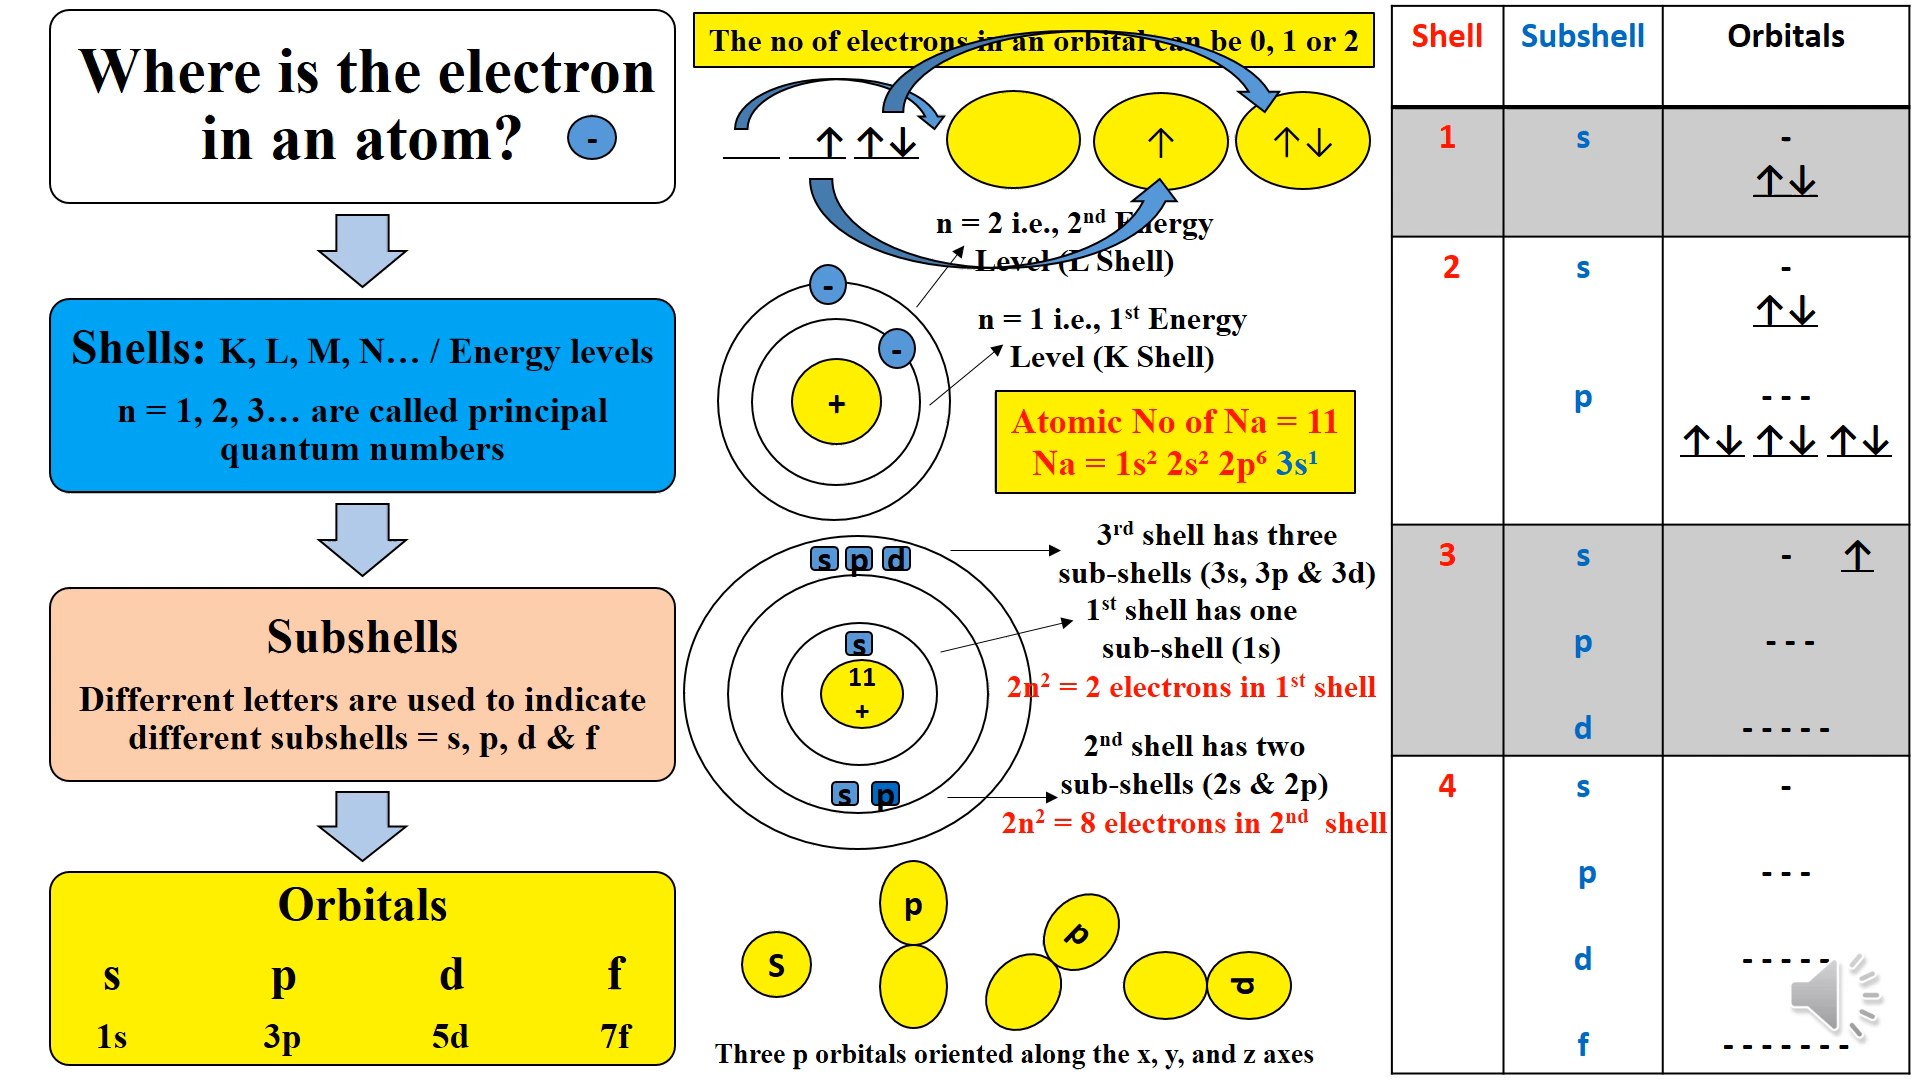 Where is the electron
in an atom? -
Shells: K, L, M, N… / Energy levels
n = 1, 2, 3… are called principal
quantum numbers
Subshells
Differrent letters are used to indicate
different subshells = s, p, d & f
Orbitals
s p d f
1s 3p 5d 7f
The no of electrons in an orbital can be 0, 1 or 2
↑ ↑↓ ↑ ↑↓
n = 2 i.e., 2nd Energy
Level (L Shell)
n = 1 i.e., 1st Energy
Level (K Shell)
-
-
+
Atomic No of Na = 11
Na = 1s² 2s² 2p⁶ 3s¹
s p d
3rd shell has three
sub-shells (3s, 3p & 3d)
1st shell has one
sub-shell (1s)
2n² = 2 electrons in 1st shell
s
11
+
2nd shell has two
sub-shells (2s & 2p)
2n² = 8 electrons in 2nd shell
s p
S p p p
Three p orbitals oriented along the x, y, and z axes
Shell Subshell Orbitals
1 s -
↑↓
2 s -
↑↓
p - - -
↑↓ ↑↓ ↑↓
3 s - ↑
p - - -
d - - - - -
4 s -
p - - -
d - - - - -
f - - - - - - -